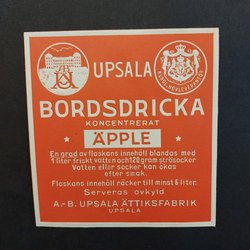 UPSALA
KUNGL. HOVLEVERANTÖR
BORDSDRICKA
KONCENTRERAT
ÄPPLE
En grad av flaskans innehåll blandas med
1 liter friskt vatten och 120 gram strösocker
Vatten eller socker kan ökas
efter smak.
Flaskans innehåll räcker till minst 6 liter.
Serveras avkyld
A.-B. UPSALA ÄTTIKSFABRIK
UPSALA